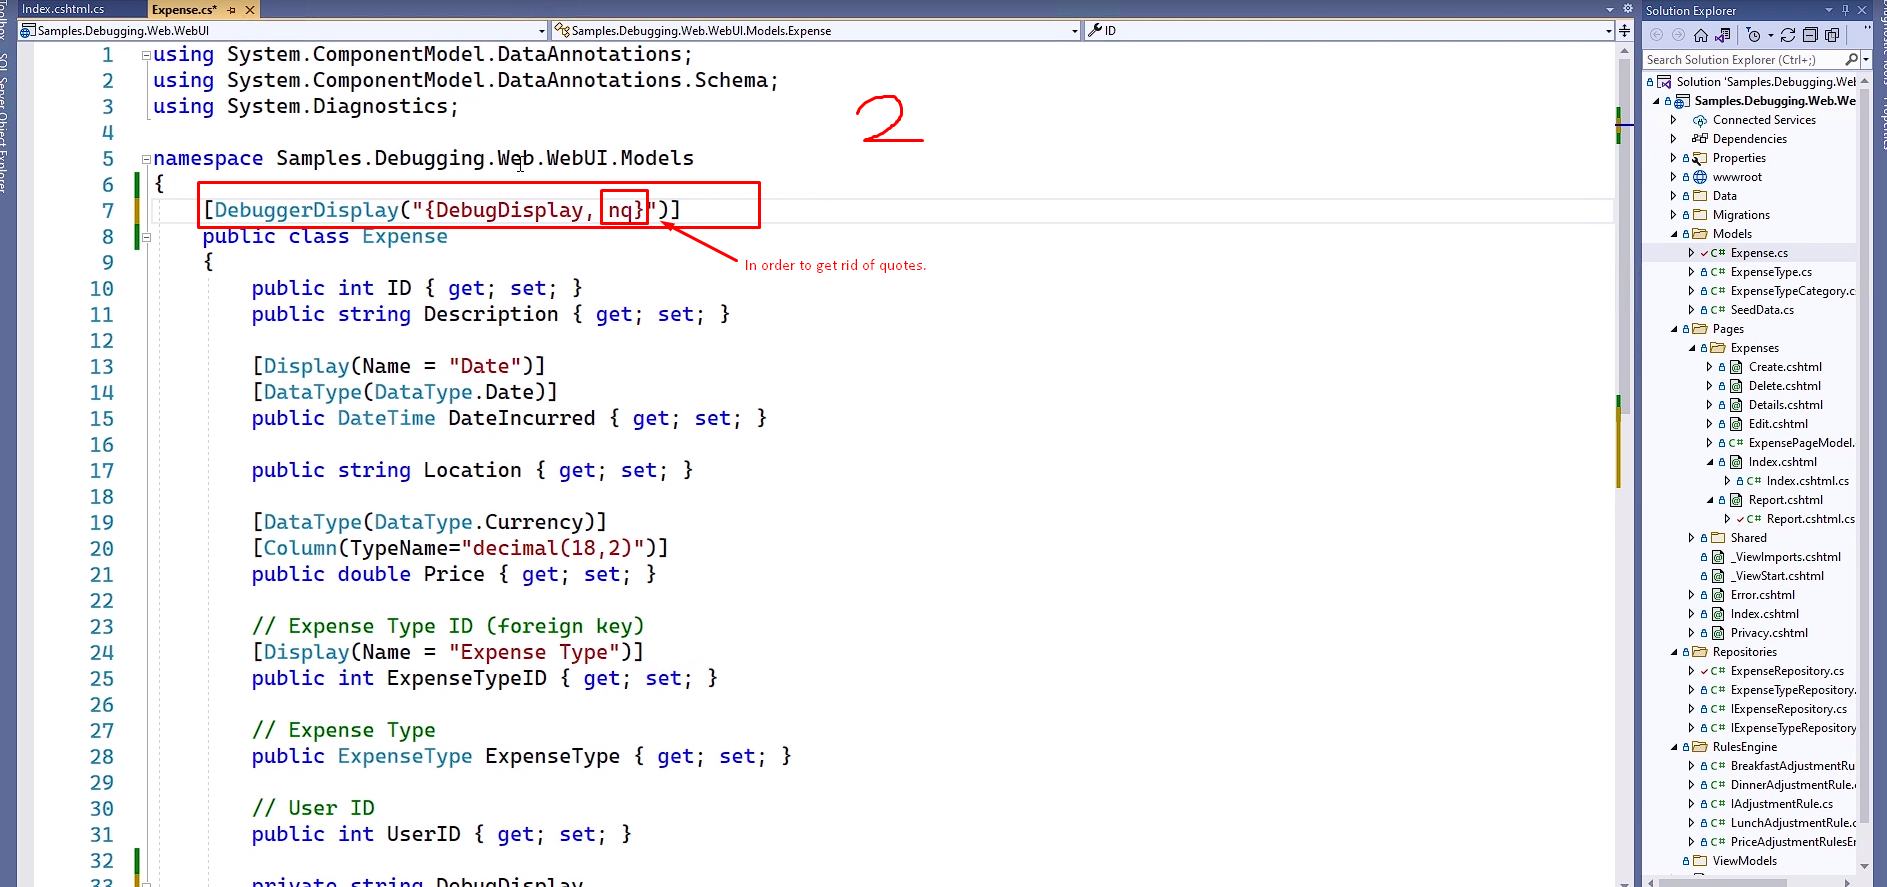 Index.cshtml.cs
Expense.cs*
Samples.Debugging.Web.WebUI
Samples.Debugging.Web.WebUI.Models.Expense
ID
1 using System.ComponentModel.DataAnnotations;
2 using System.ComponentModel.DataAnnotations.Schema;
3 using System.Diagnostics;
2
4
5 namespace Samples.Debugging.Web.WebUI.Models
6 {
7 [DebuggerDisplay("{DebugDisplay, nq}")]
8 public class Expense
In order to get rid of quotes.
9 {
10 public int ID { get; set; }
11 public string Description { get; set; }
12
13 [Display(Name = "Date")]
14 [DataType(DataType.Date)]
15 public DateTime DateIncurred { get; set; }
16
17 public string Location { get; set; }
18
19 [DataType(DataType.Currency)]
20 [Column(TypeName="decimal(18,2)")]
21 public double Price { get; set; }
22
23 // Expense Type ID (foreign key)
24 [Display(Name = "Expense Type")]
25 public int ExpenseTypeID { get; set; }
26
27 // Expense Type
28 public ExpenseType ExpenseType { get; set; }
29
30 // User ID
31 public int UserID { get; set; }
32
33 private string DebugDisplay
Solution Explorer
Search Solution Explorer (Ctrl+;)
Solution 'Samples.Debugging.Wel
Samples.Debugging.Web.We
Connected Services
Dependencies
Properties
wwwroot
Data
Migrations
Models
C# Expense.cs
C# ExpenseType.cs
C# ExpenseTypeCategory.cs
C# SeedData.cs
Pages
Expenses
Create.cshtml
Delete.cshtml
Details.cshtml
Edit.cshtml
C# ExpensePageModel.
Index.cshtml
C# Index.cshtml.cs
Report.cshtml
C# Report.cshtml.cs
Shared
_ViewImports.cshtml
_ViewStart.cshtml
Error.cshtml
Index.cshtml
Privacy.cshtml
Repositories
C# ExpenseRepository.cs
C# ExpenseTypeRepository.
C# IExpenseRepository.cs
C# IExpenseTypeRepository
RulesEngine
C# BreakfastAdjustmentRu
C# DinnerAdjustmentRule.c
C# IAdjustmentRule.cs
C# LunchAdjustmentRule.c
C# PriceAdjustmentRulesEn
ViewModels
SQL Server Object Explorer